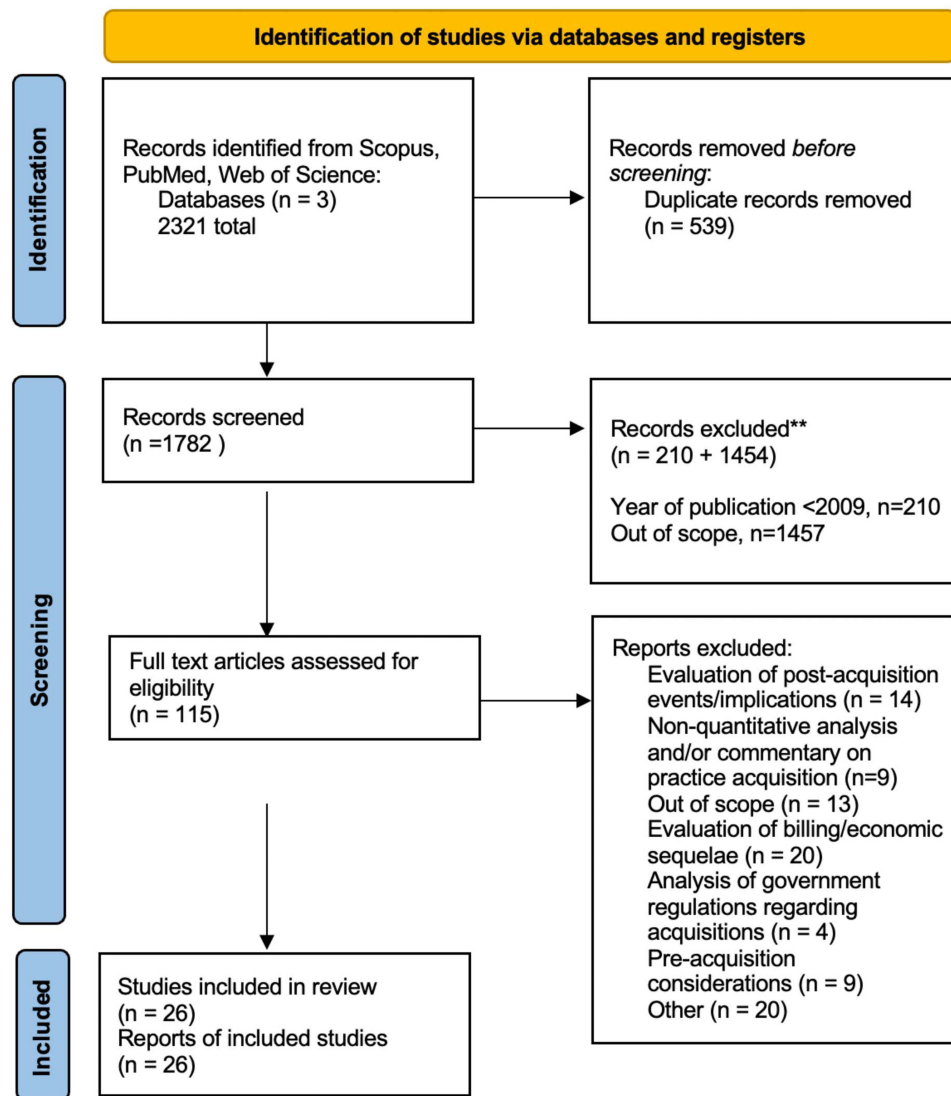 Identification of studies via databases and registers
Identification
Records identified from Scopus,
PubMed, Web of Science:
Databases (n = 3)
2321 total
Records removed before
screening:
Duplicate records removed
(n = 539)
Screening
Records screened
(n =1782 )
Records excluded**
(n = 210 + 1454)
Year of publication <2009, n=210
Out of scope, n=1457
Full text articles assessed for
eligibility
(n = 115)
Reports excluded:
Evaluation of post-acquisition
events/implications (n = 14)
Non-quantitative analysis
and/or commentary on
practice acquisition (n=9)
Out of scope (n = 13)
Evaluation of billing/economic
sequelae (n = 20)
Analysis of government
regulations regarding
acquisitions (n = 4)
Pre-acquisition
considerations (n = 9)
Other (n = 20)
Included
Studies included in review
(n = 26)
Reports of included studies
(n = 26)